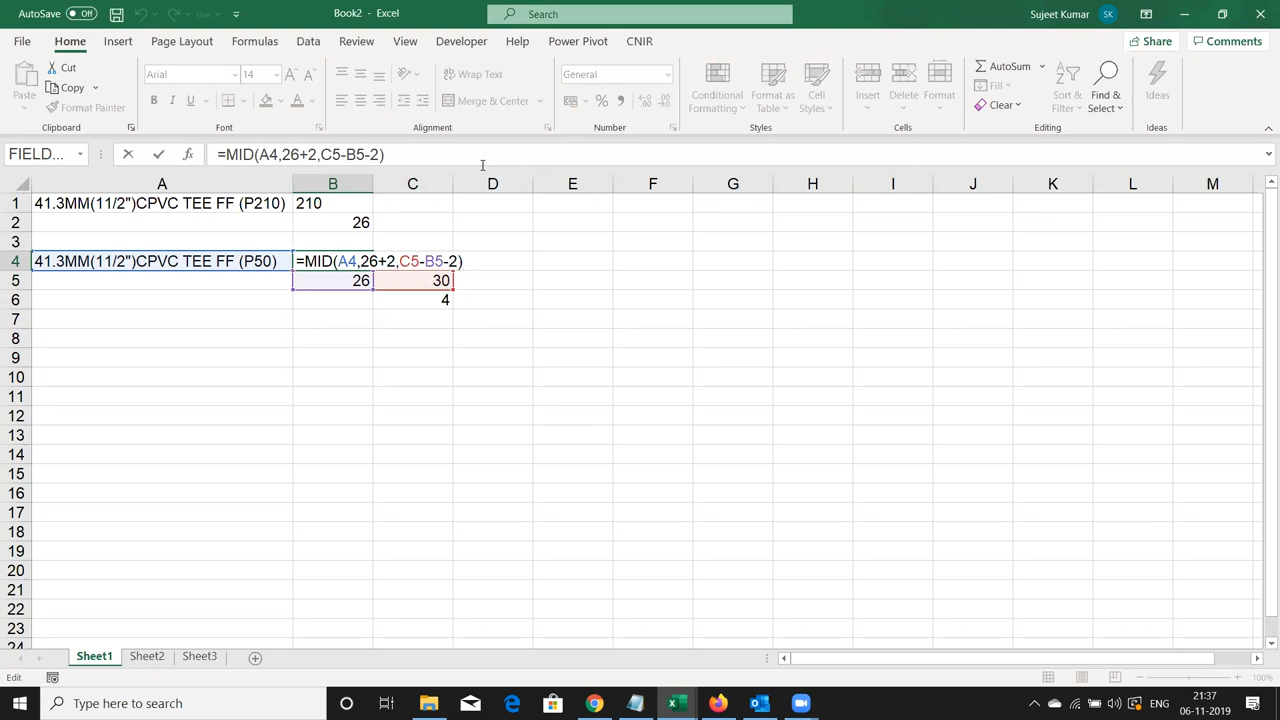 AutoSave Off
Book2 - Excel
Search
Sujeet Kumar SK
File Home Insert Page Layout Formulas Data Review View Developer Help Power Pivot CNIR Share Comments
Paste Cut Copy Format Painter
Arial 14 B I U
Wrap Text Merge & Center
General %
Conditional Formatting Format as Table Cell Styles
Insert Delete Format
AutoSum Fill Clear
Sort & Filter Find & Select
Ideas
Clipboard Font Alignment Number Styles Cells Editing Ideas
FIELD... fx =MID(A4,26+2,C5-B5-2)
A B C D E F G H I J K L M
1 41.3MM(11/2")CPVC TEE FF (P210) 210
2 26
3
4 41.3MM(11/2")CPVC TEE FF (P50) =MID(A4,26+2,C5-B5-2)
5 26 30
6 4
7
8
9
10
11
12
13
14
15
16
17
18
19
20
21
22
23
24
Sheet1 Sheet2 Sheet3
Edit 100%
Type here to search
ENG 21:37
06-11-2019